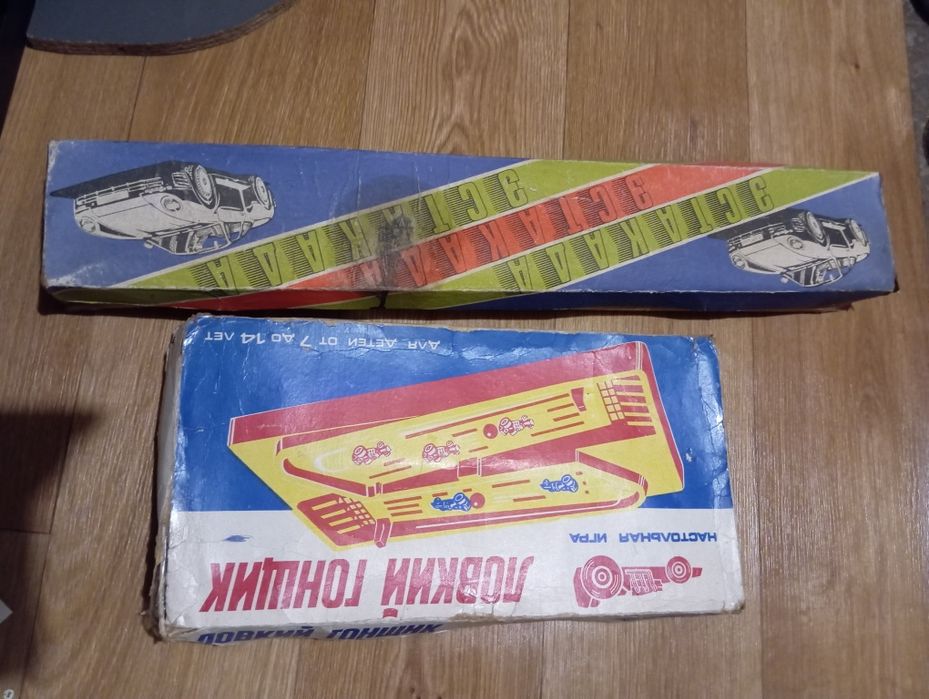 ЭСТАКАДА
ЭСТАКАДА
ЭСТАКАДА
ДЛЯ ДЕТЕЙ ОТ 7 ДО 14 ЛЕТ
НАСТОЛЬНАЯ ИГРА
ЛОВКИЙ ГОНЩИК
ЛОВКИЙ ГОНЩИК